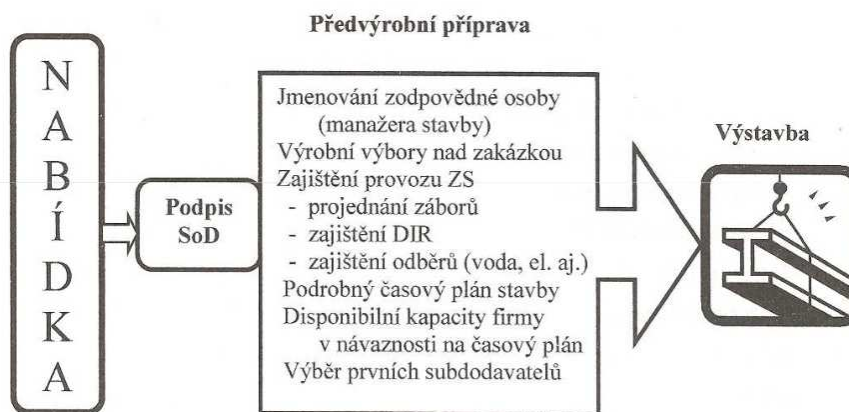 Předvýrobní příprava
NABÍDKA
Podpis
SoD
Jmenování zodpovědné osoby
(manažera stavby)
Výrobní výbory nad zakázkou
Zajištění provozu ZS
- projednání záborů
- zajištění DIR
- zajištění odběrů (voda, el. aj.)
Podrobný časový plán stavby
Disponibilní kapacity firmy
v návaznosti na časový plán
Výběr prvních subdodavatelů
Výstavba